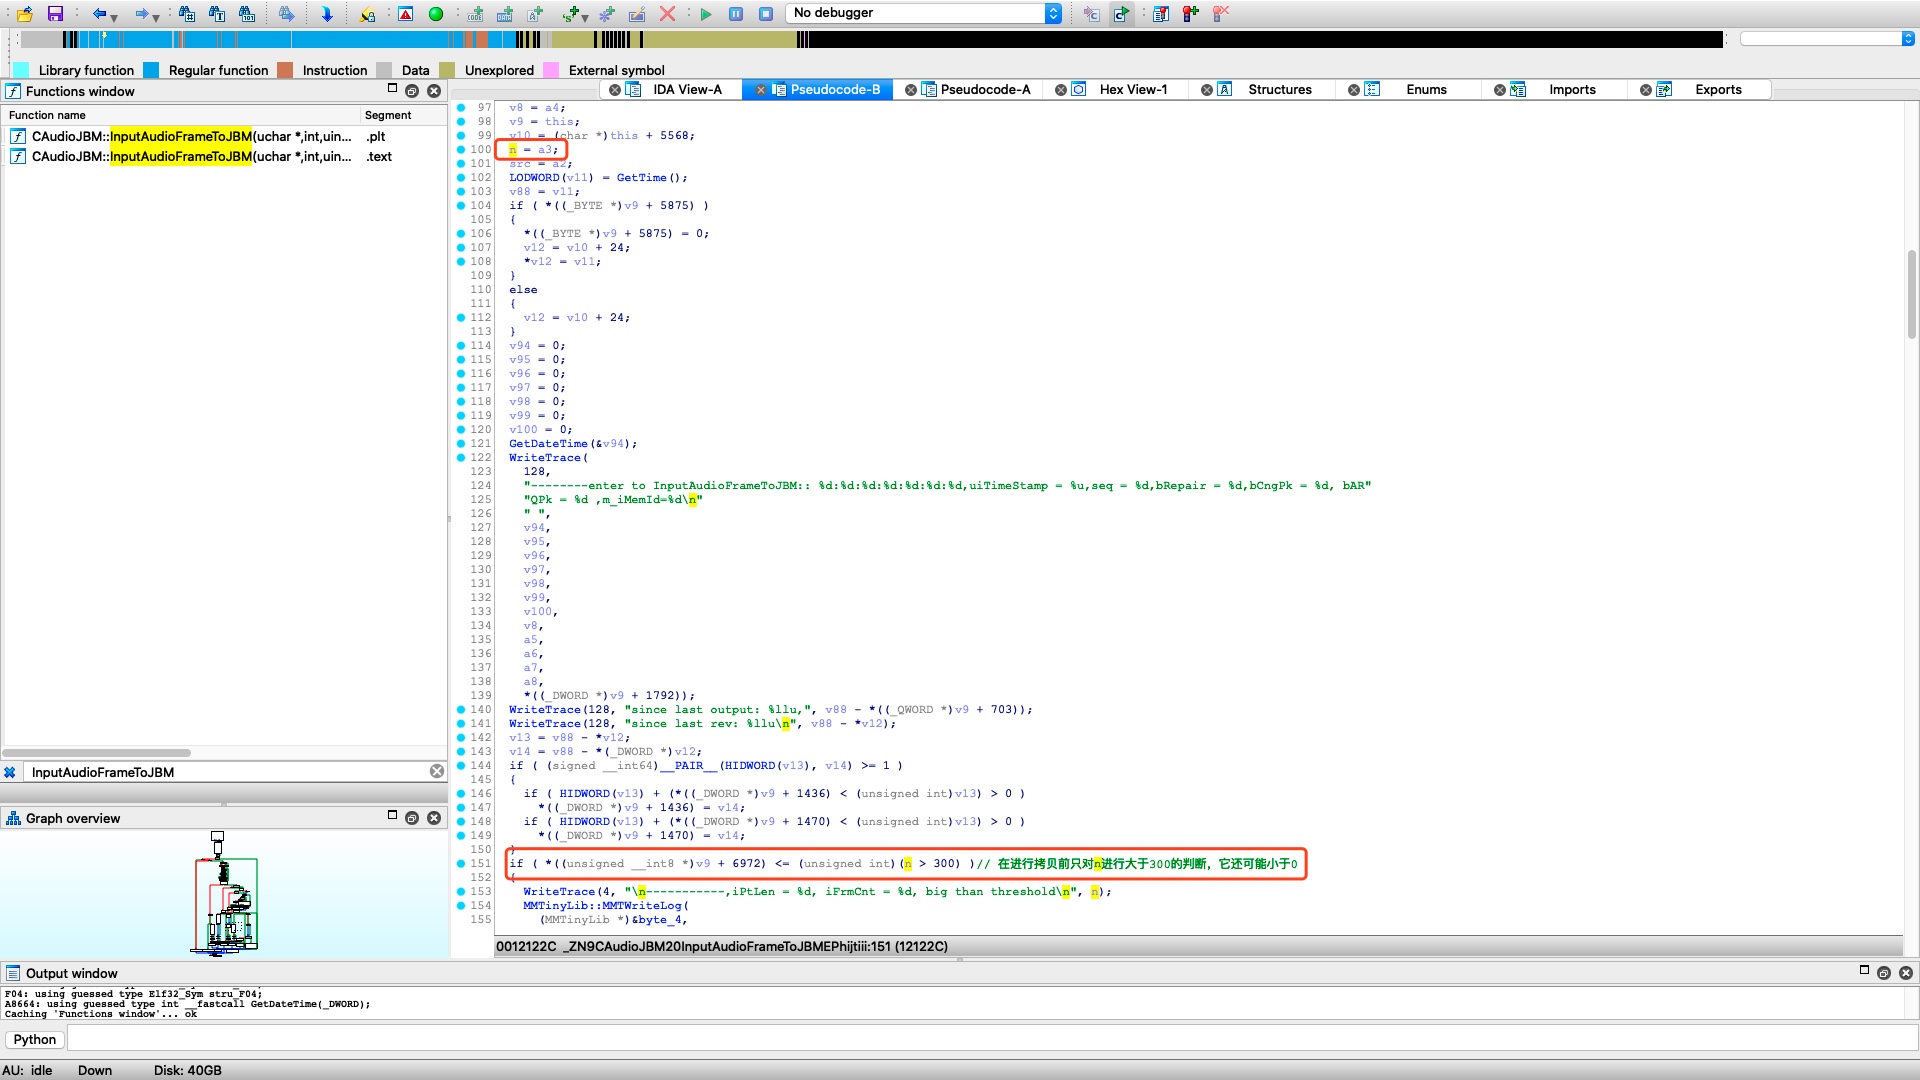 No debugger
Library function Regular function Instruction Data Unexplored External symbol
Functions window
IDA View-A Pseudocode-B Pseudocode-A Hex View-1 Structures Enums Imports Exports
Function name Segment
CAudioJBM::InputAudioFrameToJBM(uchar *,int,uin... .plt
CAudioJBM::InputAudioFrameToJBM(uchar *,int,uin... .text
InputAudioFrameToJBM
Graph overview
97 v8 = a4;
98 v9 = this;
99 v10 = (char *)this + 5568;
100 n = a3;
101 src = a2;
102 LODWORD(v11) = GetTime();
103 v88 = v11;
104 if ( *((_BYTE *)v9 + 5875) )
105 {
106 *((_BYTE *)v9 + 5875) = 0;
107 v12 = v10 + 24;
108 *v12 = v11;
109 }
110 else
111 {
112 v12 = v10 + 24;
113 }
114 v94 = 0;
115 v95 = 0;
116 v96 = 0;
117 v97 = 0;
118 v98 = 0;
119 v99 = 0;
120 v100 = 0;
121 GetDateTime(&v94);
122 WriteTrace(
123 128,
124 "--------enter to InputAudioFrameToJBM:: %d:%d:%d:%d:%d:%d:%d,uiTimeStamp = %u,seq = %d,bRepair = %d,bCngPk = %d, bAR"
125 "QPk = %d ,m_iMemId=%d\n"
126 " ",
127 v94,
128 v95,
129 v96,
130 v97,
131 v98,
132 v99,
133 v100,
134 v8,
135 a5,
136 a6,
137 a7,
138 a8,
139 *((_DWORD *)v9 + 1792));
140 WriteTrace(128, "since last output: %llu,", v88 - *((_QWORD *)v9 + 703));
141 WriteTrace(128, "since last rev: %llu\n", v88 - *v12);
142 v13 = v88 - *v12;
143 v14 = v88 - *(_DWORD *)v12;
144 if ( (signed __int64)__PAIR__(HIDWORD(v13), v14) >= 1 )
145 {
146 if ( HIDWORD(v13) + (*((_DWORD *)v9 + 1436) < (unsigned int)v13) > 0 )
147 *((_DWORD *)v9 + 1436) = v14;
148 if ( HIDWORD(v13) + (*((_DWORD *)v9 + 1470) < (unsigned int)v13) > 0 )
149 *((_DWORD *)v9 + 1470) = v14;
150 }
151 if ( *((unsigned __int8 *)v9 + 6972) <= (unsigned int)(n > 300) )// 在进行拷贝前只对n进行大于300的判断，它还可能小于0
152 {
153 WriteTrace(4, "\n-----------,iPtLen = %d, iFrmCnt = %d, big than threshold\n", n);
154 MMTinyLib::MMTWriteLog(
155 (MMTinyLib *)&byte_4,
0012122C _ZN9CAudioJBM20InputAudioFrameToJBMEPhijtiii:151 (12122C)
Output window
F04: using guessed type Elf32_Sym stru_F04;
A8664: using guessed type int __fastcall GetDateTime(_DWORD);
Caching 'Functions window'... ok
Python
AU: idle Down Disk: 40GB